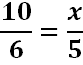 10/6 = x/5